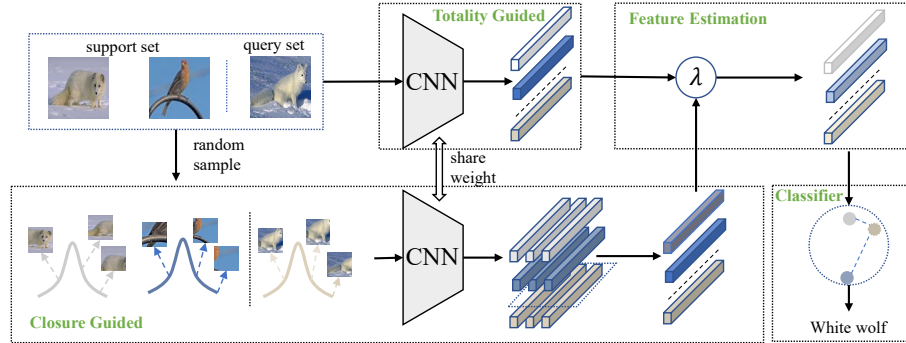 Totality Guided
Feature Estimation
support set
query set
CNN
λ
random
sample
share
weight
Classifier
CNN
Closure Guided
White wolf